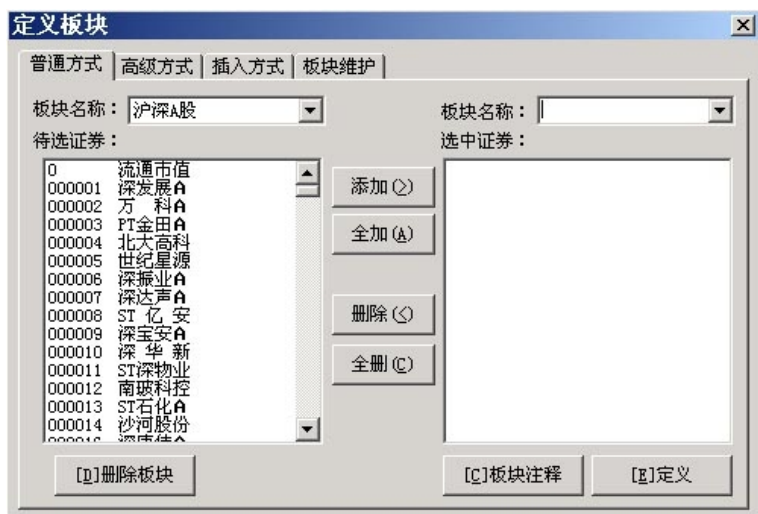 定义板块
普通方式 高级方式 插入方式 板块维护
板块名称： 沪深A股 板块名称：
待选证券： 选中证券：
0 流通市值
000001 深发展A
000002 万 科A
000003 PT金田A
000004 北大高科
000005 世纪星源
000006 深振业A
000007 深达声A
000008 ST 亿 安
000009 深宝安A
000010 深 华 新
000011 ST深物业
000012 南玻科控
000013 ST石化A
000014 沙河股份
添加(>)
全加(A)
删除(<)
全删(C)
[D]删除板块 [C]板块注释 [E]定义